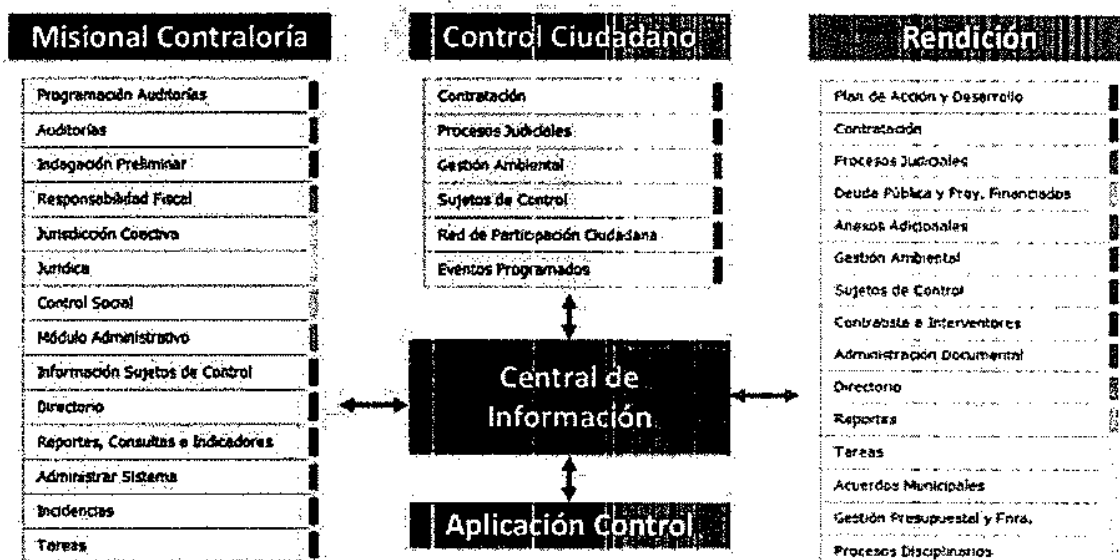 Misional Contraloría
Programación Auditorías
Auditorías
Indagación Preliminar
Responsabilidad Fiscal
Jurisdicción Coactiva
Jurídica
Control Social
Módulo Administrativo
Información Sujetos de Control
Directorio
Reportes, Consultas e Indicadores
Administrar Sistema
Incidencias
Tareas
Control Ciudadano
Contratación
Procesos Judiciales
Gestión Ambiental
Sujetos de Control
Red de Participación Ciudadana
Eventos Programados
Central de
Información
Aplicación Control
Rendición
Plan de Acción y Desarrollo
Contratación
Procesos Judiciales
Deuda Pública y Proy. Financiados
Anexos Adicionales
Gestión Ambiental
Sujetos de Control
Contratista e Interventores
Administración Documental
Directorio
Reportes
Tareas
Acuerdos Municipales
Gestión Presupuestal y Fnra.
Procesos Disciplinarios